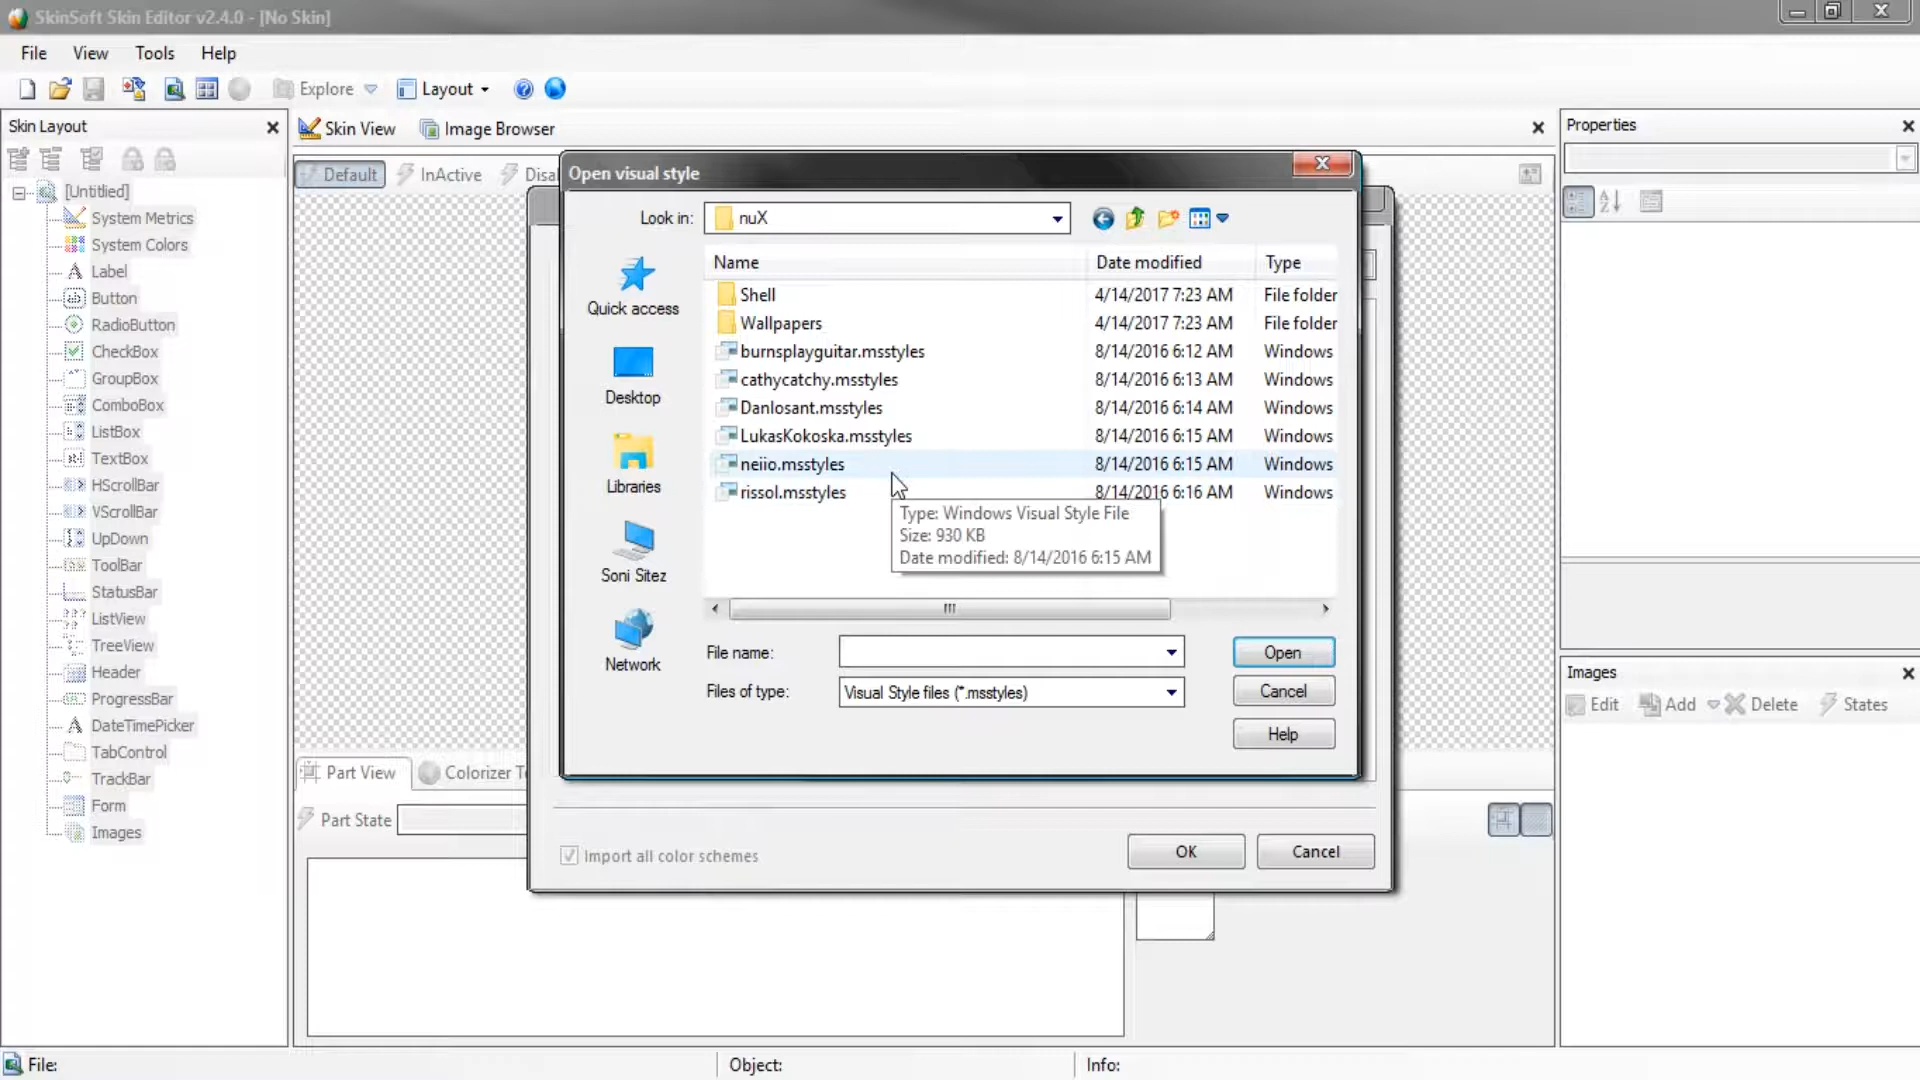 SkinSoft Skin Editor v2.4.0 - [No Skin]
File View Tools Help
Explore Layout
Skin Layout
Skin View Image Browser
Properties
Default InActive Disa
[Untitled]
System Metrics
System Colors
Label
Button
RadioButton
CheckBox
GroupBox
ComboBox
ListBox
TextBox
HScrollBar
VScrollBar
UpDown
ToolBar
StatusBar
ListView
TreeView
Header
ProgressBar
DateTimePicker
TabControl
TrackBar
Form
Images
Open visual style
Look in: nuX
Quick access
Desktop
Libraries
Soni Sitez
Network
Name Date modified Type
Shell 4/14/2017 7:23 AM File folder
Wallpapers 4/14/2017 7:23 AM File folder
burnsplayguitar.msstyles 8/14/2016 6:12 AM Windows
cathycatchy.msstyles 8/14/2016 6:13 AM Windows
Danlosant.msstyles 8/14/2016 6:14 AM Windows
LukasKokoska.msstyles 8/14/2016 6:15 AM Windows
neiio.msstyles 8/14/2016 6:15 AM Windows
rissol.msstyles 8/14/2016 6:16 AM Windows
Type: Windows Visual Style File
Size: 930 KB
Date modified: 8/14/2016 6:15 AM
File name: Open
Files of type: Visual Style files (*.msstyles) Cancel
Help
Import all color schemes OK Cancel
Part View Colorizer T
Part State
Images
Edit Add Delete States
File: Object: Info: